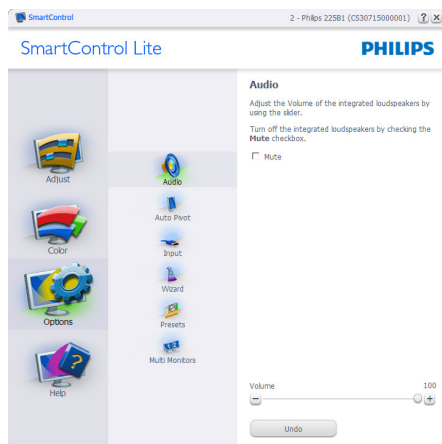 SmartControl
2 - Philips 225B1 (CS30715000001)
? X
SmartControl Lite
PHILIPS
Adjust
Color
Options
Help
Audio
Auto Pivot
Input
Wizard
Presets
Multi Monitors
Audio
Adjust the Volume of the integrated loudspeakers by
using the slider.
Turn off the integrated loudspeakers by checking the
Mute checkbox.
Mute
Volume 100
Undo